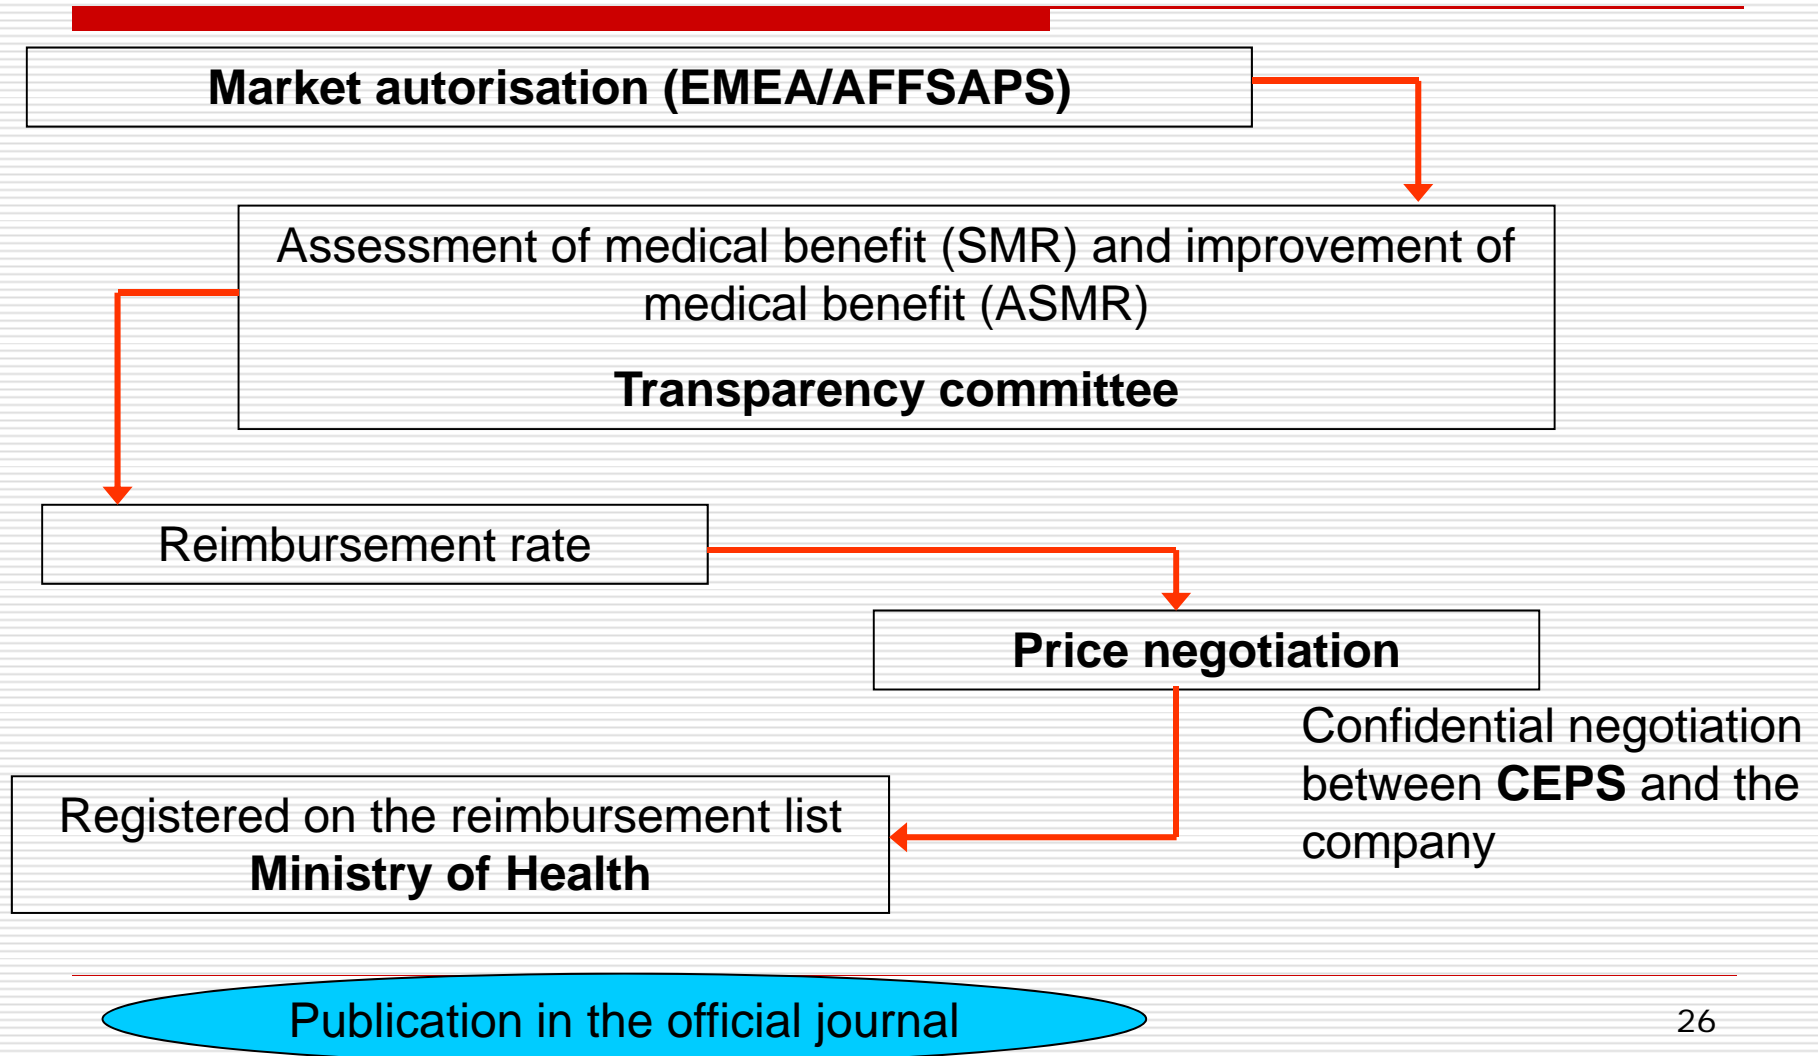 Market autorisation (EMEA/AFFSAPS)
Assessment of medical benefit (SMR) and improvement of
medical benefit (ASMR)
Transparency committee
Reimbursement rate
Price negotiation
Confidential negotiation
between CEPS and the
company
Registered on the reimbursement list
Ministry of Health
Publication in the official journal
26